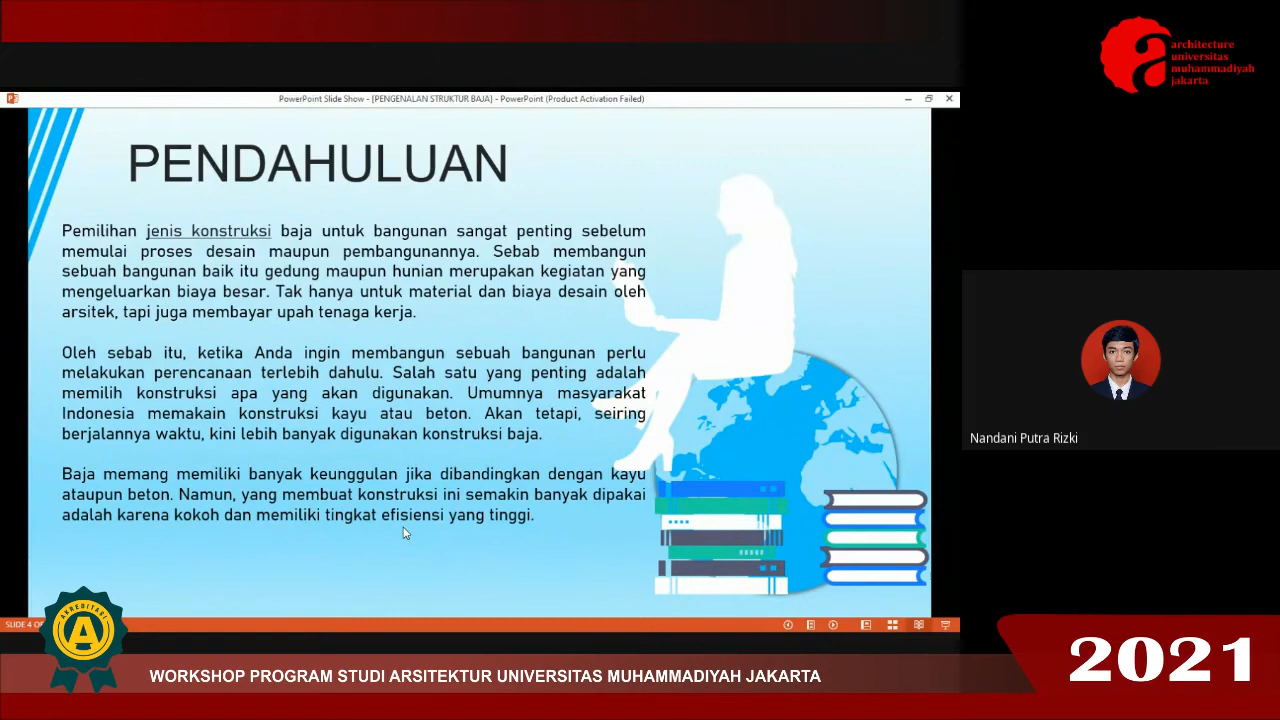 architecture
universitas
muhammadiyah
jakarta
PowerPoint Slide Show - [PENGENALAN STRUKTUR BAJA] - PowerPoint (Product Activation Failed)
PENDAHULUAN
Pemilihan jenis konstruksi baja untuk bangunan sangat penting sebelum
memulai proses desain maupun pembangunannya. Sebab membangun
sebuah bangunan baik itu gedung maupun hunian merupakan kegiatan yang
mengeluarkan biaya besar. Tak hanya untuk material dan biaya desain oleh
arsitek, tapi juga membayar upah tenaga kerja.
Oleh sebab itu, ketika Anda ingin membangun sebuah bangunan perlu
melakukan perencanaan terlebih dahulu. Salah satu yang penting adalah
memilih konstruksi apa yang akan digunakan. Umumnya masyarakat
Indonesia memakain konstruksi kayu atau beton. Akan tetapi, seiring
berjalannya waktu, kini lebih banyak digunakan konstruksi baja.
Baja memang memiliki banyak keunggulan jika dibandingkan dengan kayu
ataupun beton. Namun, yang membuat konstruksi ini semakin banyak dipakai
adalah karena kokoh dan memiliki tingkat efisiensi yang tinggi.
Nandani Putra Rizki
SLIDE 4
AKREDITASI
A
WORKSHOP PROGRAM STUDI ARSITEKTUR UNIVERSITAS MUHAMMADIYAH JAKARTA
2021